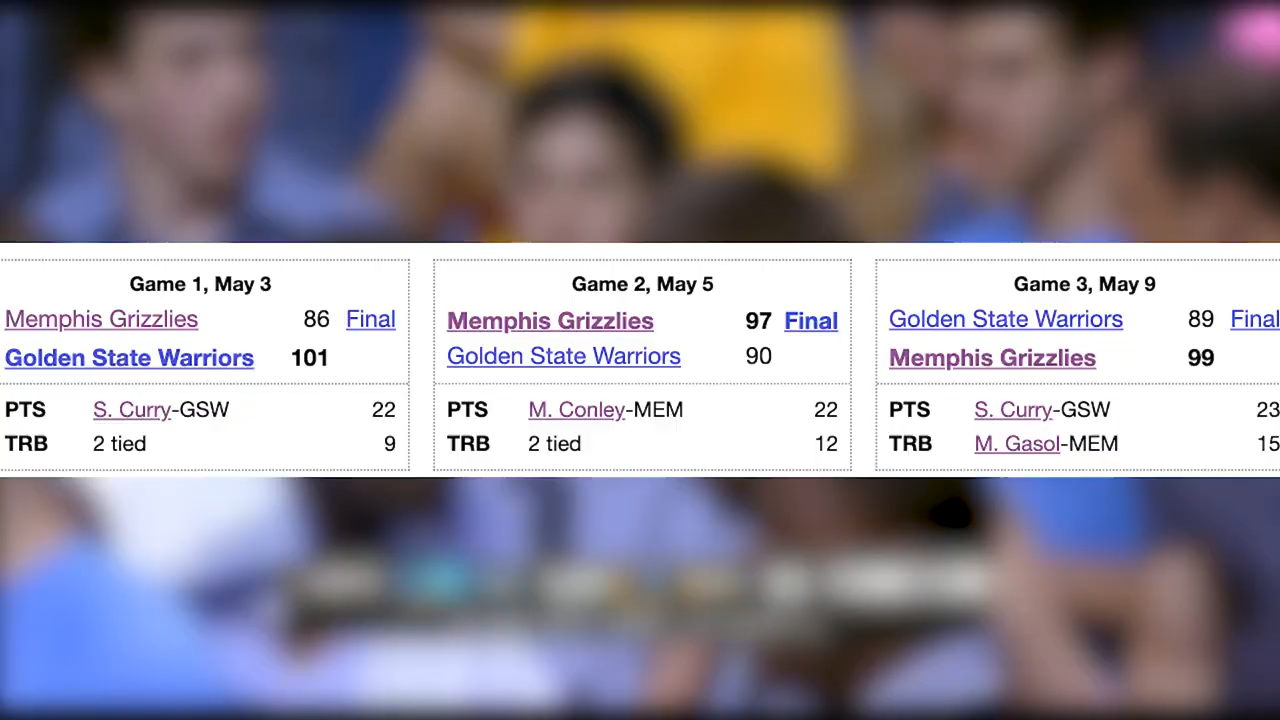 Game 1, May 3
Memphis Grizzlies 86 Final
Golden State Warriors 101
PTS S. Curry-GSW 22
TRB 2 tied 9
Game 2, May 5
Memphis Grizzlies 97 Final
Golden State Warriors 90
PTS M. Conley-MEM 22
TRB 2 tied 12
Game 3, May 9
Golden State Warriors 89 Final
Memphis Grizzlies 99
PTS S. Curry-GSW 23
TRB M. Gasol-MEM 15